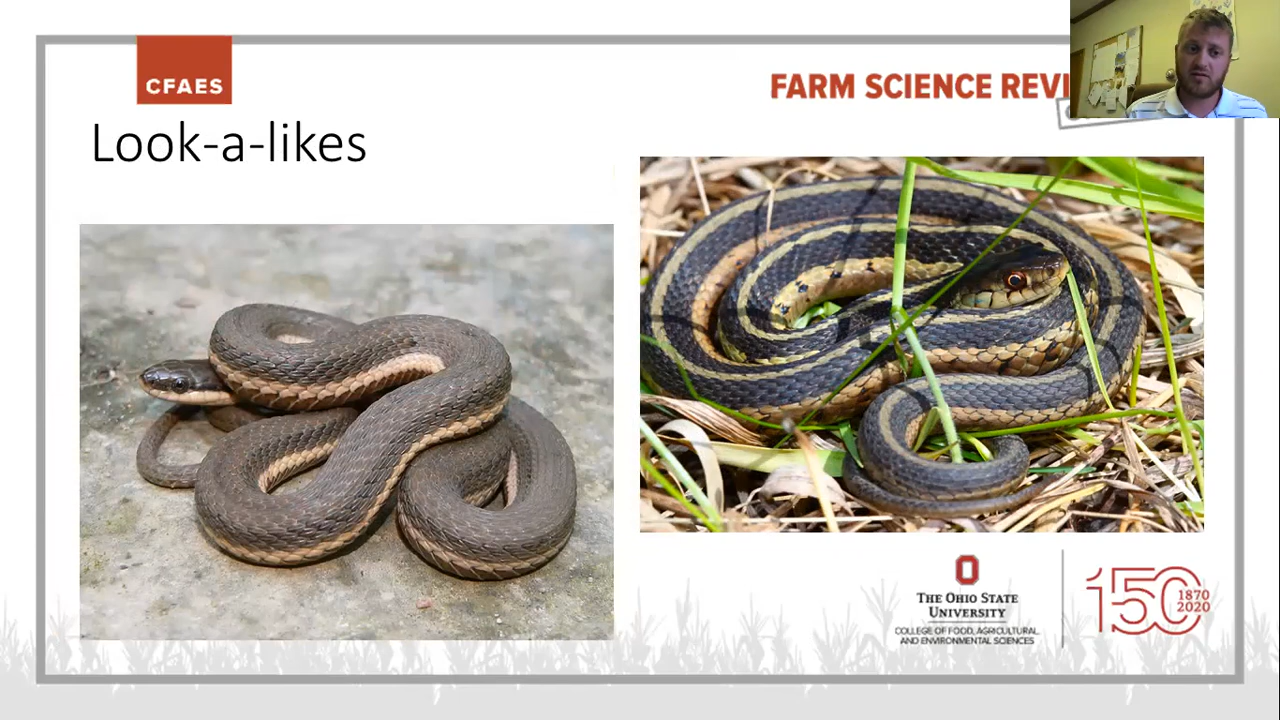 CFAES
FARM SCIENCE REVI
Look-a-likes
THE OHIO STATE
UNIVERSITY
COLLEGE OF FOOD, AGRICULTURAL,
AND ENVIRONMENTAL SCIENCES
150
1870
2020